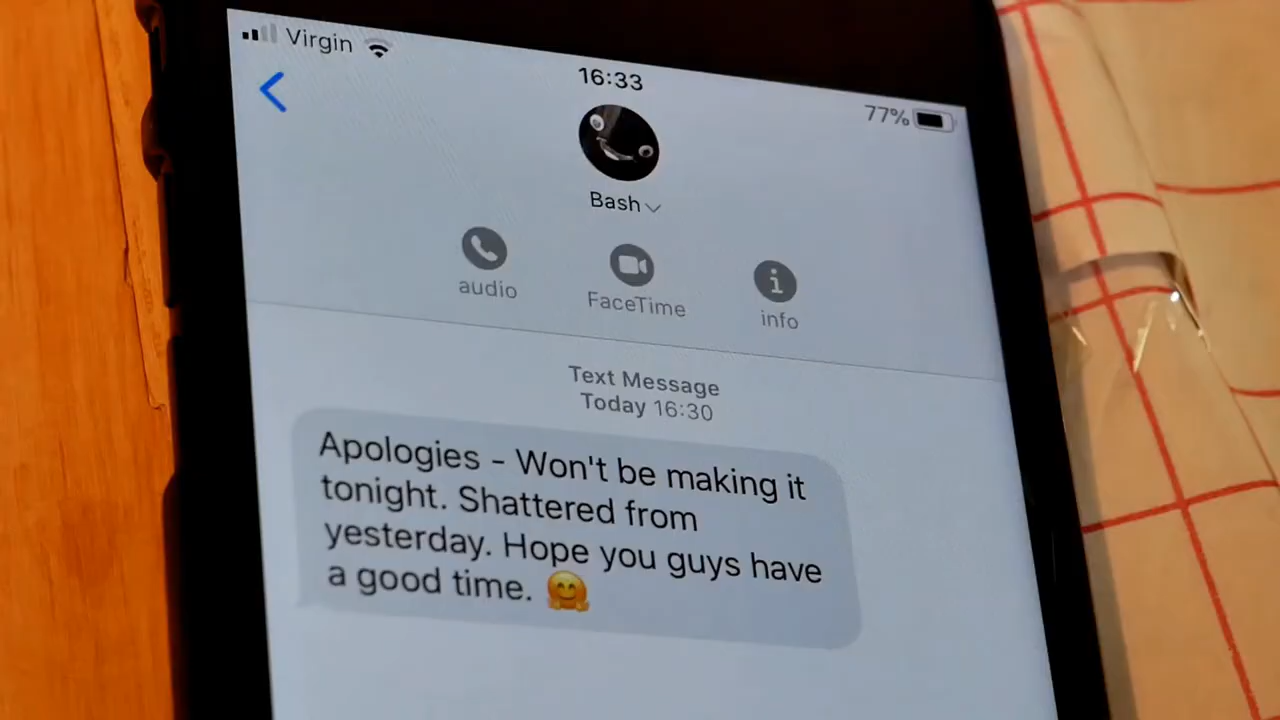 Virgin
16:33
77%
Bash
audio
FaceTime
info
Text Message
Today 16:30
Apologies - Won't be making it
tonight. Shattered from
yesterday. Hope you guys have
a good time. 🤗